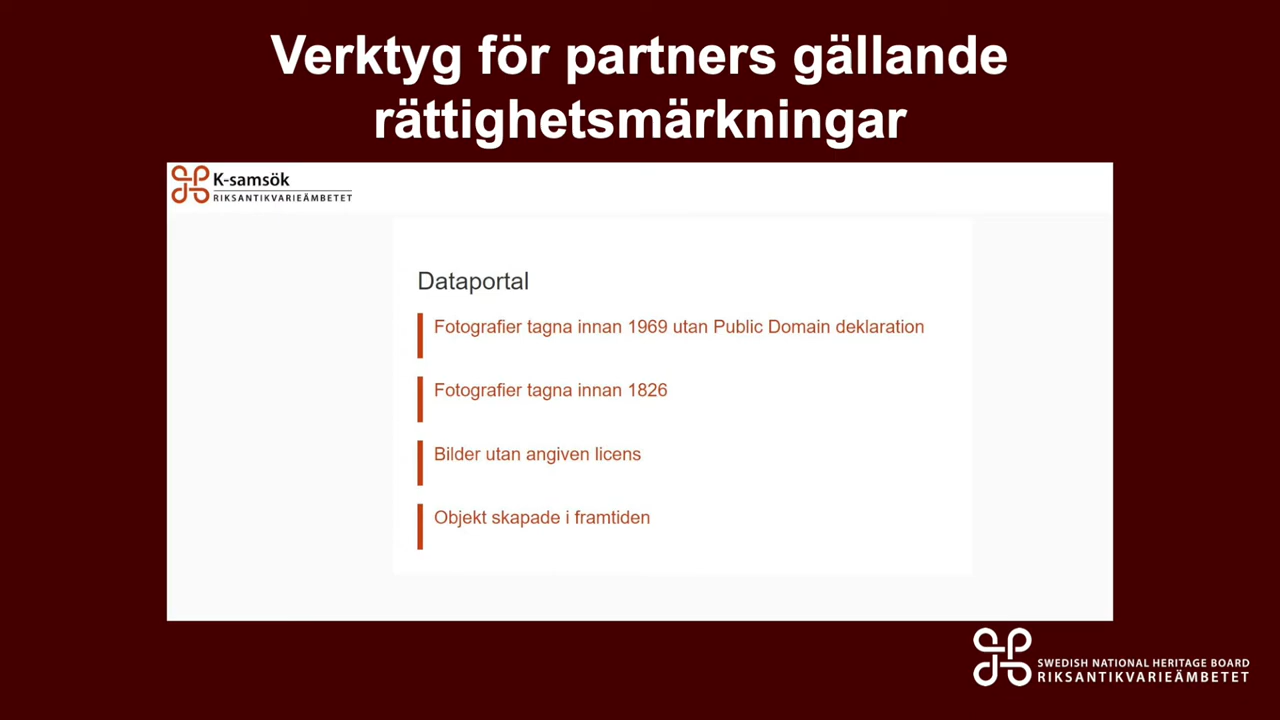 Verktyg för partners gällande
rättighetsmärkningar
K-samsök
RIKSANTIKVARIEÄMBETET
Dataportal
Fotografier tagna innan 1969 utan Public Domain deklaration
Fotografier tagna innan 1826
Bilder utan angiven licens
Objekt skapade i framtiden
SWEDISH NATIONAL HERITAGE BOARD
RIKSANTIKVARIEÄMBETET